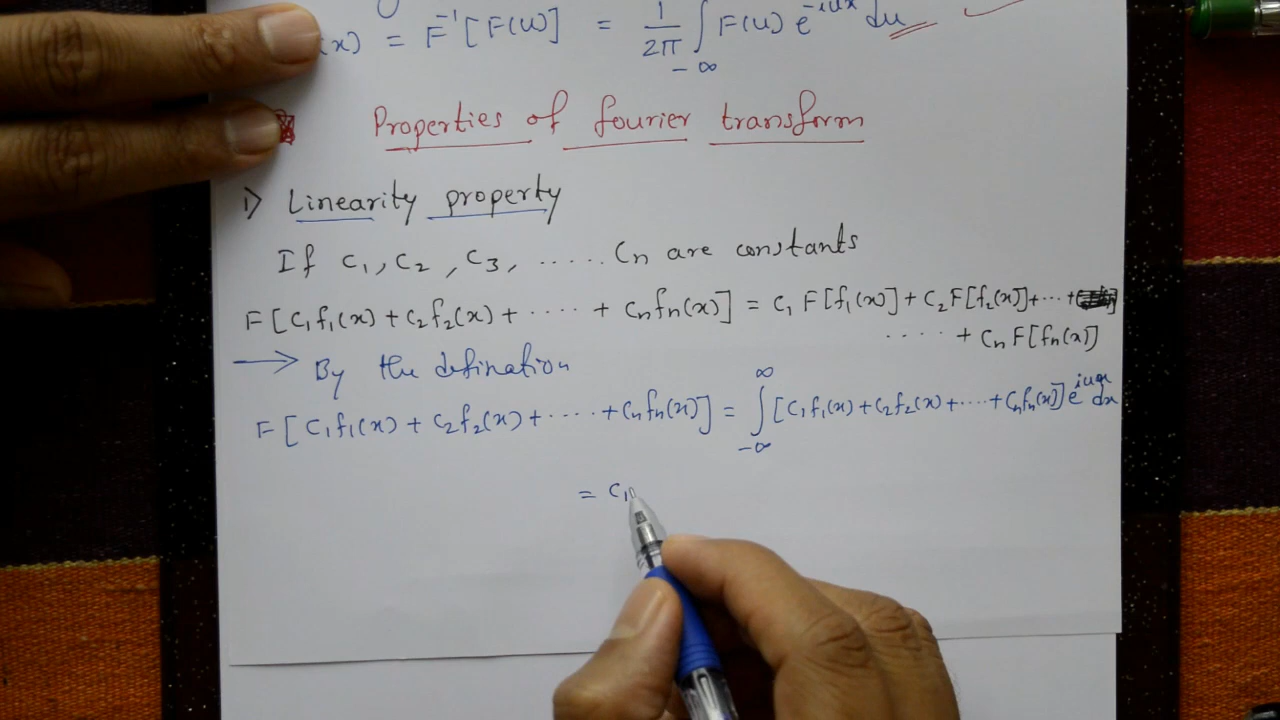 (x) = F⁻¹[F(u)] = 1/2π ∫_{-∞} F(u) e^{-iux} du
Properties of fourier transform
1) Linearity property
If c₁, c₂, c₃, ..... cn are constants
F[c₁f₁(x) + c₂f₂(x) + ..... + cnfn(x)] = c₁ F[f₁(x)] + c₂F[f₂(x)] + ... +
..... + cn F[fn(x)]
→ By the defination
F[c₁f₁(x) + c₂f₂(x) + ..... + cnfn(x)] = ∫_{-∞}^{∞} [c₁f₁(x) + c₂f₂(x) + .... + cnfn(x)] e^{iux} dx
= c₁